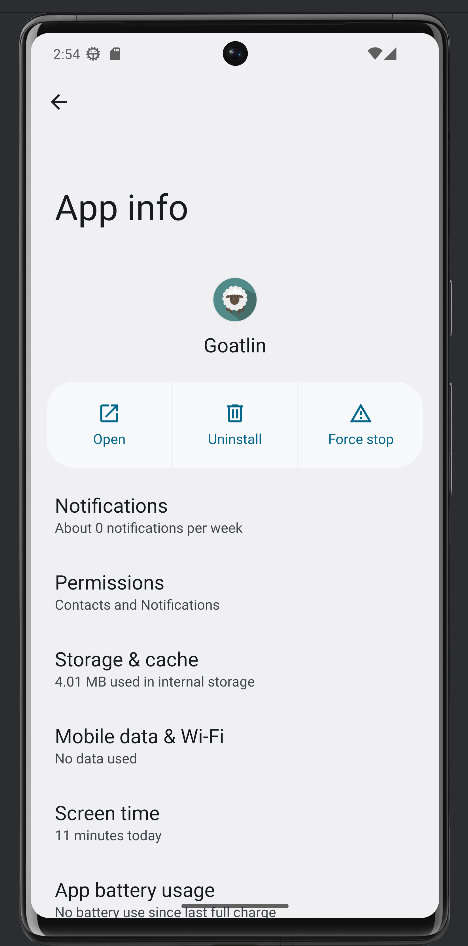 2:54
App info
Goatlin
Open
Uninstall
Force stop
Notifications
About 0 notifications per week
Permissions
Contacts and Notifications
Storage & cache
4.01 MB used in internal storage
Mobile data & Wi-Fi
No data used
Screen time
11 minutes today
App battery usage
No battery use since last full charge